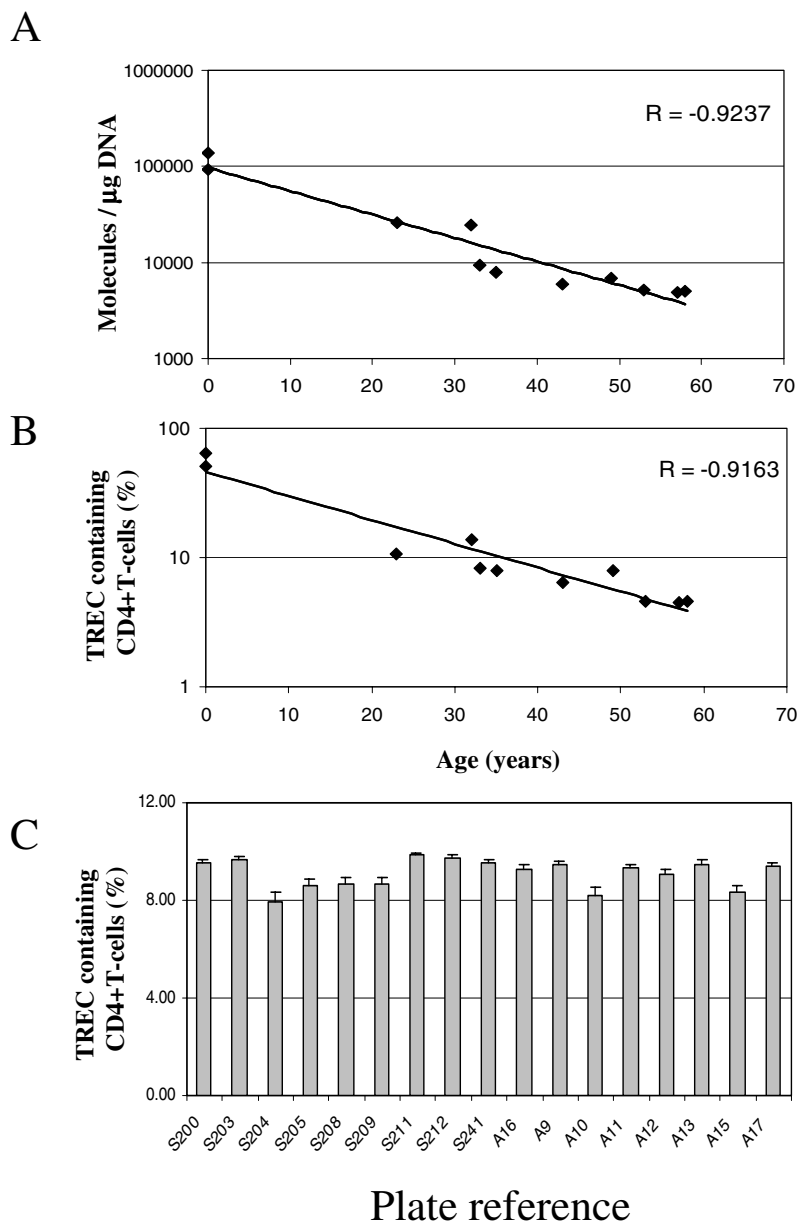 A
Molecules / µg DNA
1000000
100000
10000
1000
R = -0.9237
0 10 20 30 40 50 60 70
B
TREC containing
CD4+T-cells (%)
100
10
1
R = -0.9163
0 10 20 30 40 50 60 70
Age (years)
C
TREC containing
CD4+T-cells (%)
12.00
8.00
4.00
0.00
S200 S203 S204 S205 S208 S209 S211 S212 S241 A16 A9 A10 A11 A12 A13 A15 A17
Plate reference